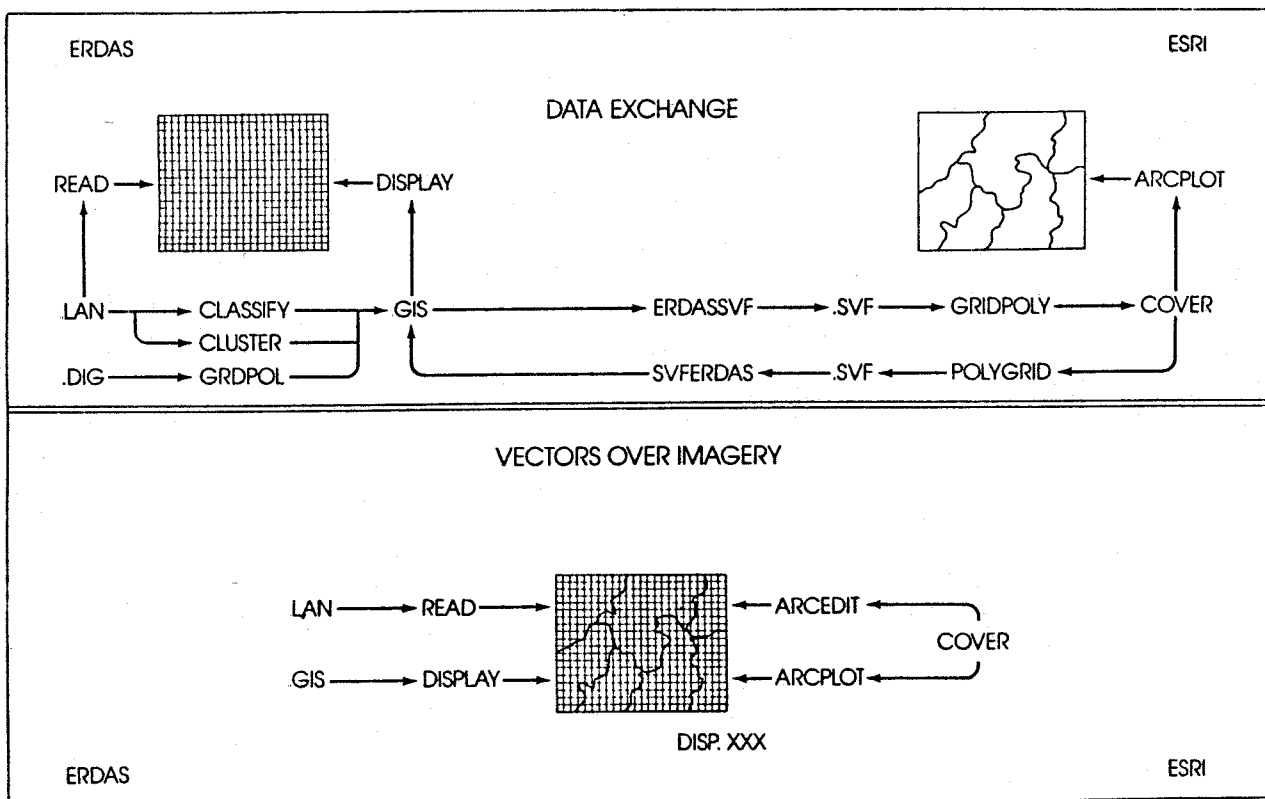 ERDAS ESRI
DATA EXCHANGE
READ DISPLAY ARCPLOT
.LAN CLASSIFY .GIS ERDASSVF .SVF GRIDPOLY COVER
CLUSTER
.DIG GRDPOL SVFERDAS .SVF POLYGRID
VECTORS OVER IMAGERY
.LAN READ ARCEDIT
COVER
.GIS DISPLAY ARCPLOT
DISP. XXX
ERDAS ESRI